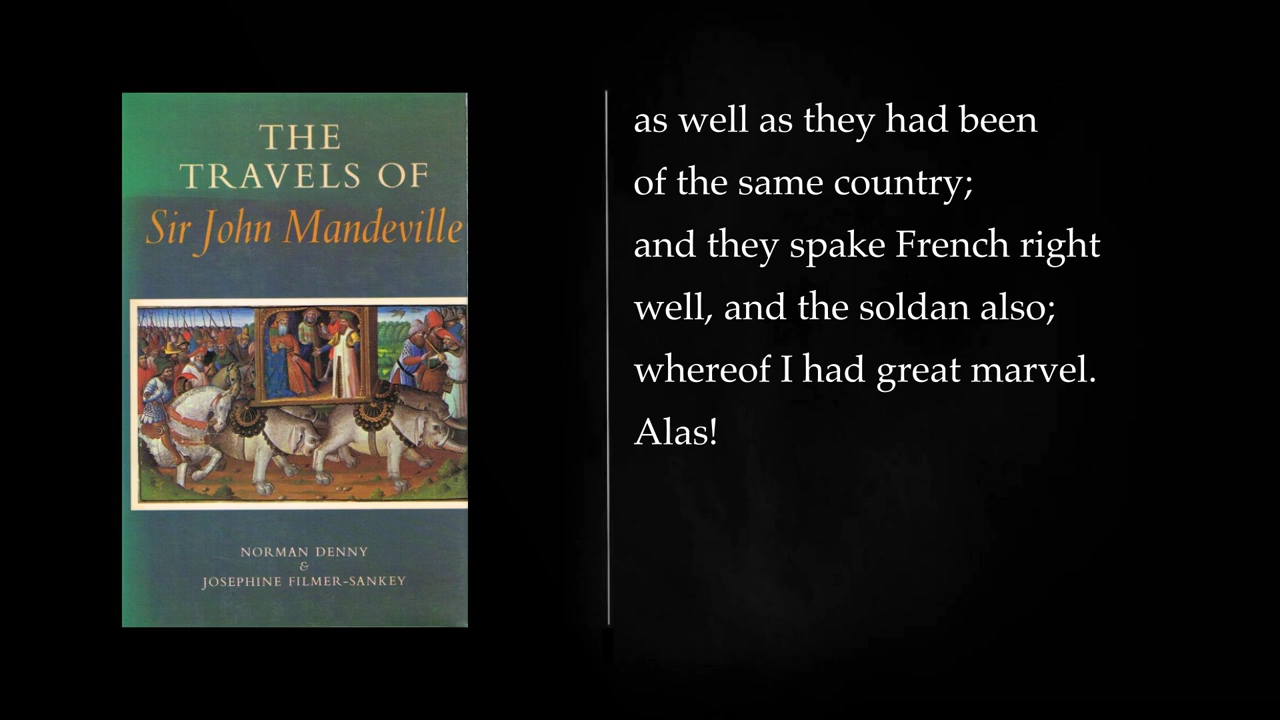 THE
TRAVELS OF
Sir John Mandeville
NORMAN DENNY
&
JOSEPHINE FILMER-SANKEY
as well as they had been
of the same country;
and they spake French right
well, and the soldan also;
whereof I had great marvel.
Alas!